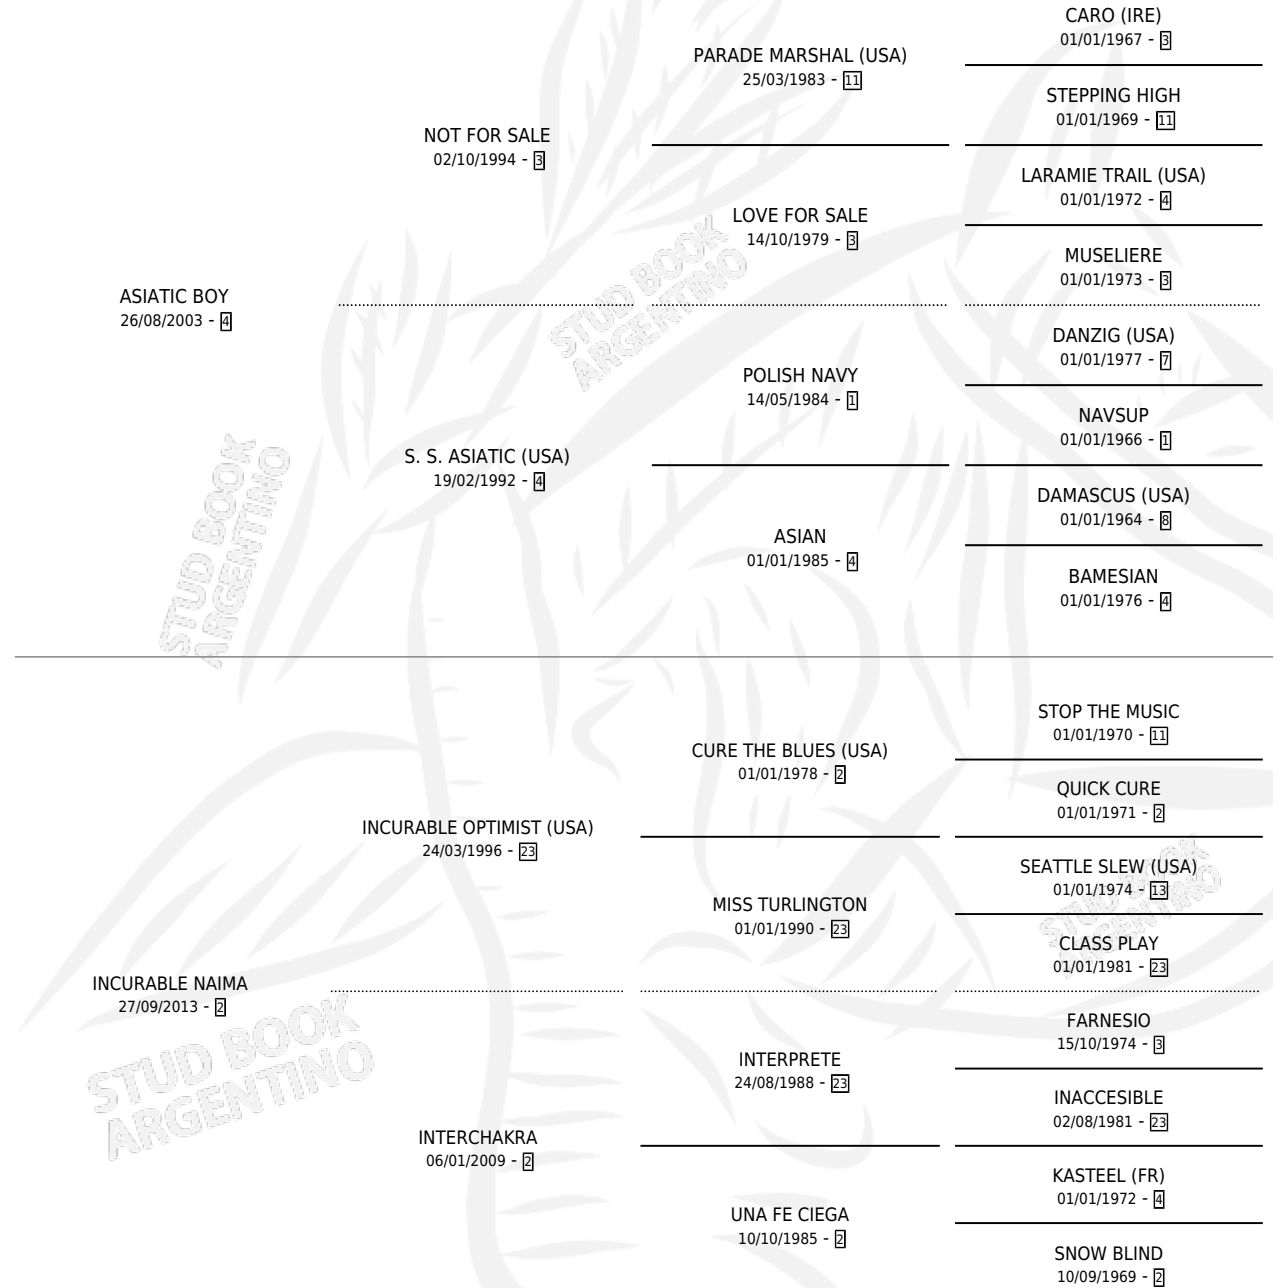 CARO (IRE)
01/01/1967 - 3
PARADE MARSHAL (USA)
25/03/1983 - 11
STEPPING HIGH
01/01/1969 - 11
NOT FOR SALE
02/10/1994 - 3
LARAMIE TRAIL (USA)
01/01/1972 - 4
LOVE FOR SALE
14/10/1979 - 3
MUSELIERE
01/01/1973 - 3
ASIATIC BOY
26/08/2003 - 4
DANZIG (USA)
01/01/1977 - 7
POLISH NAVY
14/05/1984 - 1
NAVSUP
01/01/1966 - 1
S. S. ASIATIC (USA)
19/02/1992 - 4
DAMASCUS (USA)
01/01/1964 - 8
ASIAN
01/01/1985 - 4
BAMESIAN
01/01/1976 - 4
STUD BOOK
ARGENTINO
STUD BOOK
ARGENTINO
STOP THE MUSIC
01/01/1970 - 11
CURE THE BLUES (USA)
01/01/1978 - 2
QUICK CURE
01/01/1971 - 2
INCURABLE OPTIMIST (USA)
24/03/1996 - 23
SEATTLE SLEW (USA)
01/01/1974 - 13
MISS TURLINGTON
01/01/1990 - 23
CLASS PLAY
01/01/1981 - 23
INCURABLE NAIMA
27/09/2013 - 2
FARNESIO
15/10/1974 - 3
INTERPRETE
24/08/1988 - 23
INACCESIBLE
02/08/1981 - 23
INTERCHAKRA
06/01/2009 - 2
KASTEEL (FR)
01/01/1972 - 4
UNA FE CIEGA
10/10/1985 - 2
SNOW BLIND
10/09/1969 - 2
STUD BOOK
ARGENTINO
STUD BOOK
ARGENTINO